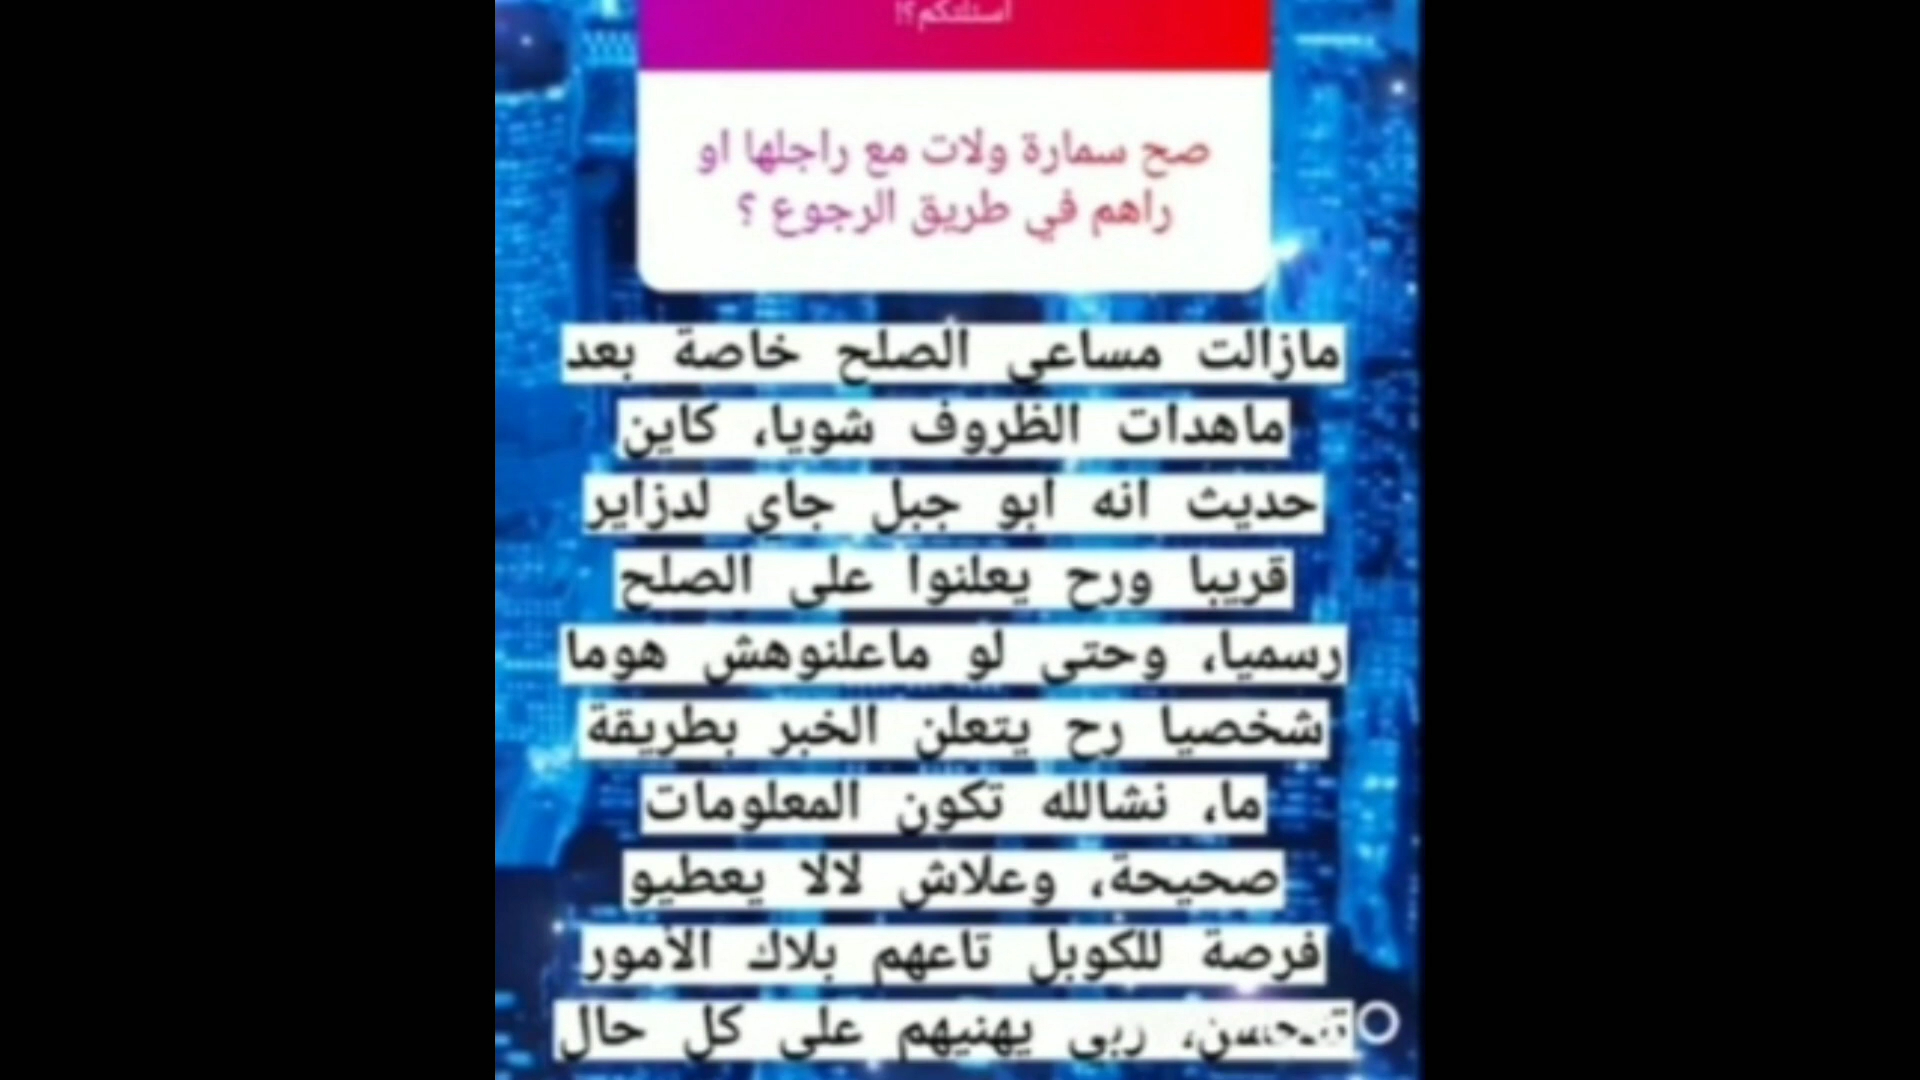 اسئلتكم؟!
صح سمارة ولات مع راجلها او
راهم في طريق الرجوع ؟
مازالت مساعي الصلح خاصة بعد
ماهدات الظروف شويا، كاين
حديث انه ابو جبل جاي لدزاير
قريبا ورح يعلنوا على الصلح
رسميا، وحتى لو ماعلنوهش هوما
شخصيا رح يتعلن الخبر بطريقة
ما، نشالله تكون المعلومات
صحيحة، وعلاش لالا يعطيو
فرصة للكوبل تاعهم بلاك الأمور
تتحسن، ربي يهنيهم على كل حال